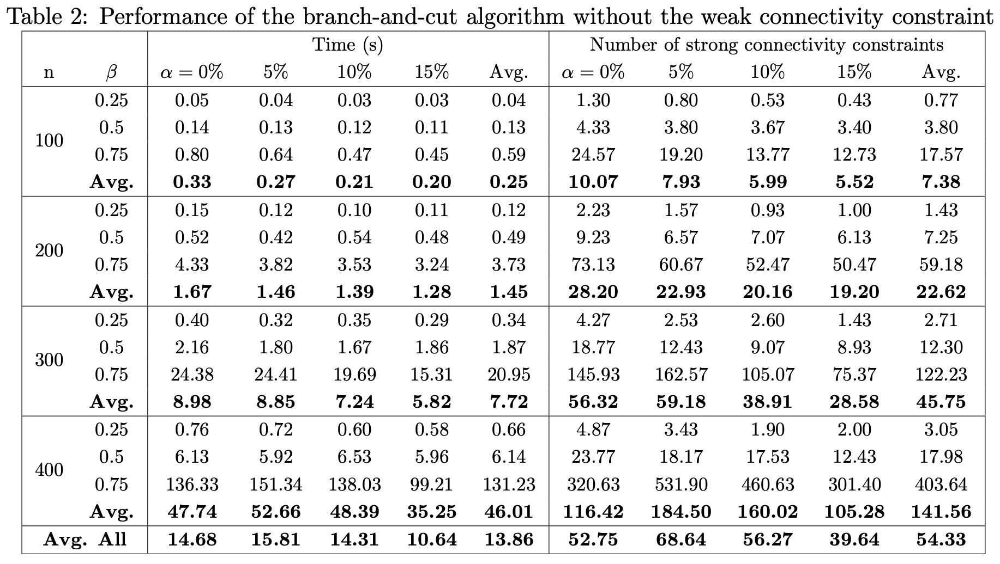 Table 2: Performance of the branch-and-cut algorithm without the weak connectivity constraint
Time (s) Number of strong connectivity constraints
n β α = 0% 5% 10% 15% Avg. α = 0% 5% 10% 15% Avg.
0.25 0.05 0.04 0.03 0.03 0.04 1.30 0.80 0.53 0.43 0.77
0.5 0.14 0.13 0.12 0.11 0.13 4.33 3.80 3.67 3.40 3.80
100
0.75 0.80 0.64 0.47 0.45 0.59 24.57 19.20 13.77 12.73 17.57
Avg. 0.33 0.27 0.21 0.20 0.25 10.07 7.93 5.99 5.52 7.38
0.25 0.15 0.12 0.10 0.11 0.12 2.23 1.57 0.93 1.00 1.43
0.5 0.52 0.42 0.54 0.48 0.49 9.23 6.57 7.07 6.13 7.25
200
0.75 4.33 3.82 3.53 3.24 3.73 73.13 60.67 52.47 50.47 59.18
Avg. 1.67 1.46 1.39 1.28 1.45 28.20 22.93 20.16 19.20 22.62
0.25 0.40 0.32 0.35 0.29 0.34 4.27 2.53 2.60 1.43 2.71
0.5 2.16 1.80 1.67 1.86 1.87 18.77 12.43 9.07 8.93 12.30
300
0.75 24.38 24.41 19.69 15.31 20.95 145.93 162.57 105.07 75.37 122.23
Avg. 8.98 8.85 7.24 5.82 7.72 56.32 59.18 38.91 28.58 45.75
0.25 0.76 0.72 0.60 0.58 0.66 4.87 3.43 1.90 2.00 3.05
0.5 6.13 5.92 6.53 5.96 6.14 23.77 18.17 17.53 12.43 17.98
400
0.75 136.33 151.34 138.03 99.21 131.23 320.63 531.90 460.63 301.40 403.64
Avg. 47.74 52.66 48.39 35.25 46.01 116.42 184.50 160.02 105.28 141.56
Avg. All 14.68 15.81 14.31 10.64 13.86 52.75 68.64 56.27 39.64 54.33